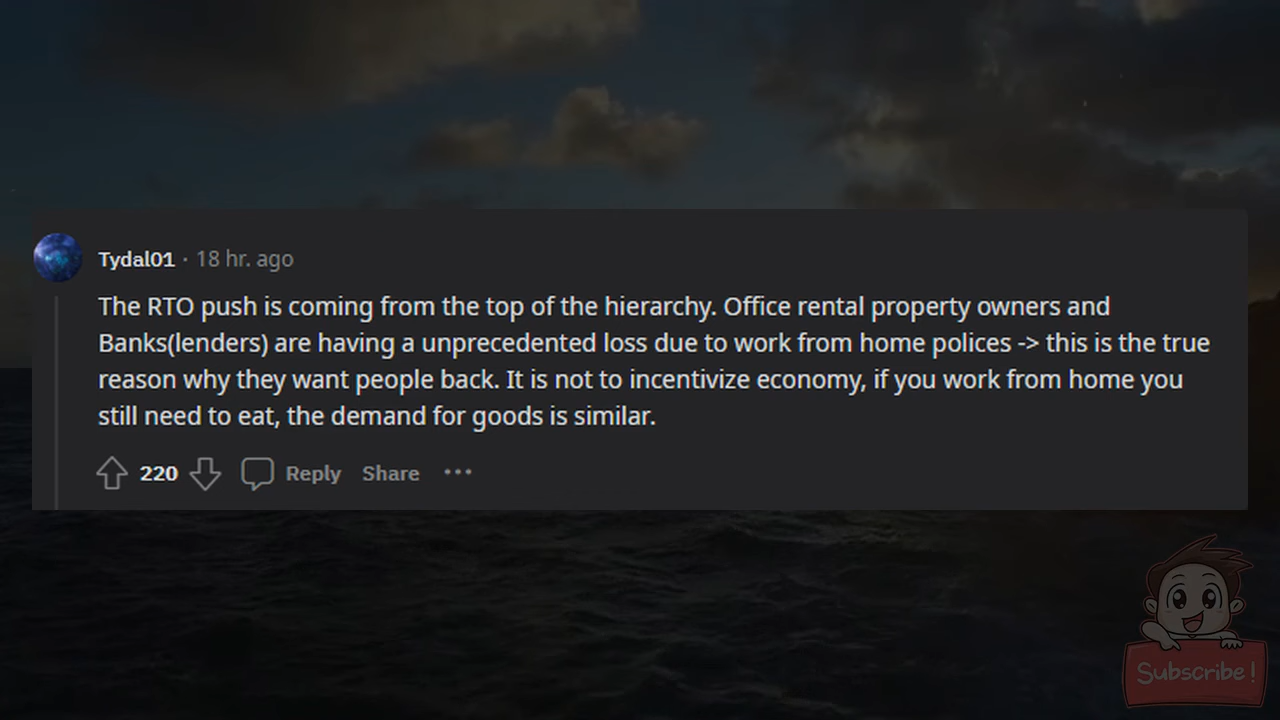 Tydal01 · 18 hr. ago
The RTO push is coming from the top of the hierarchy. Office rental property owners and
Banks(lenders) are having a unprecedented loss due to work from home polices -> this is the true
reason why they want people back. It is not to incentivize economy, if you work from home you
still need to eat, the demand for goods is similar.
220 Reply Share ...
Subscribe!